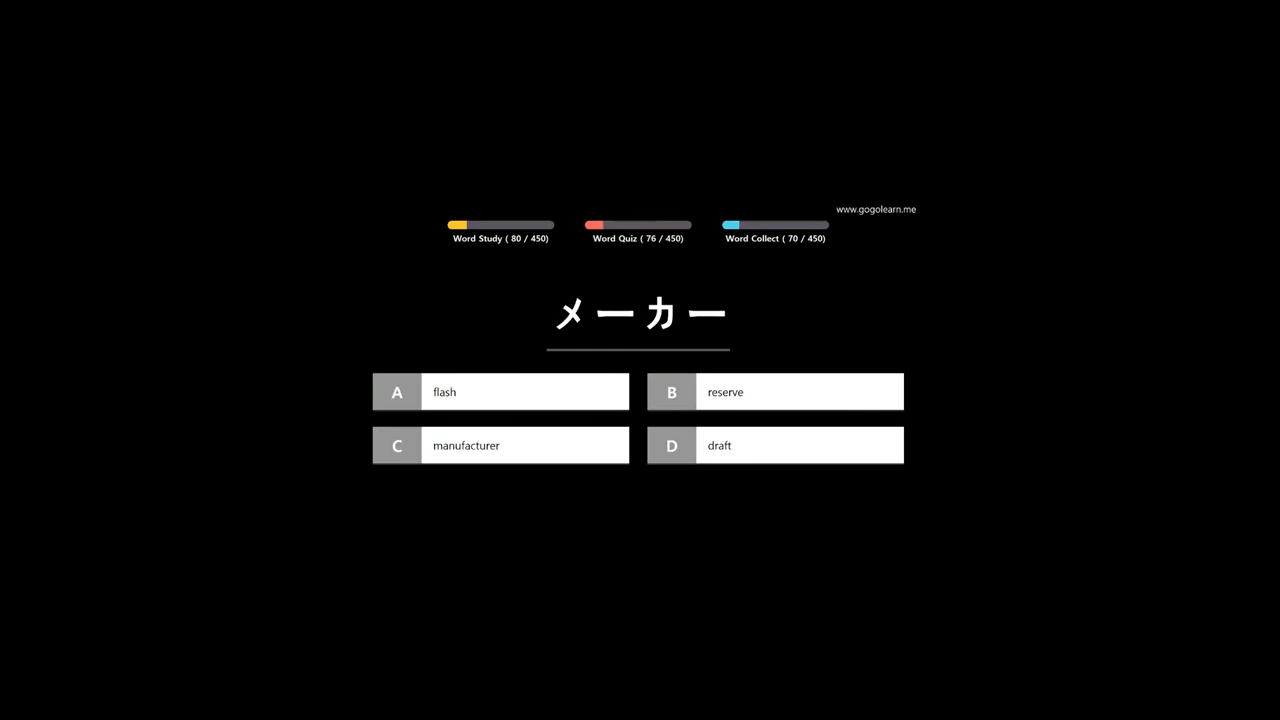 www.gogolearn.me
Word Study ( 80 / 450) Word Quiz ( 76 / 450) Word Collect ( 70 / 450)
メーカー
A flash B reserve
C manufacturer D draft